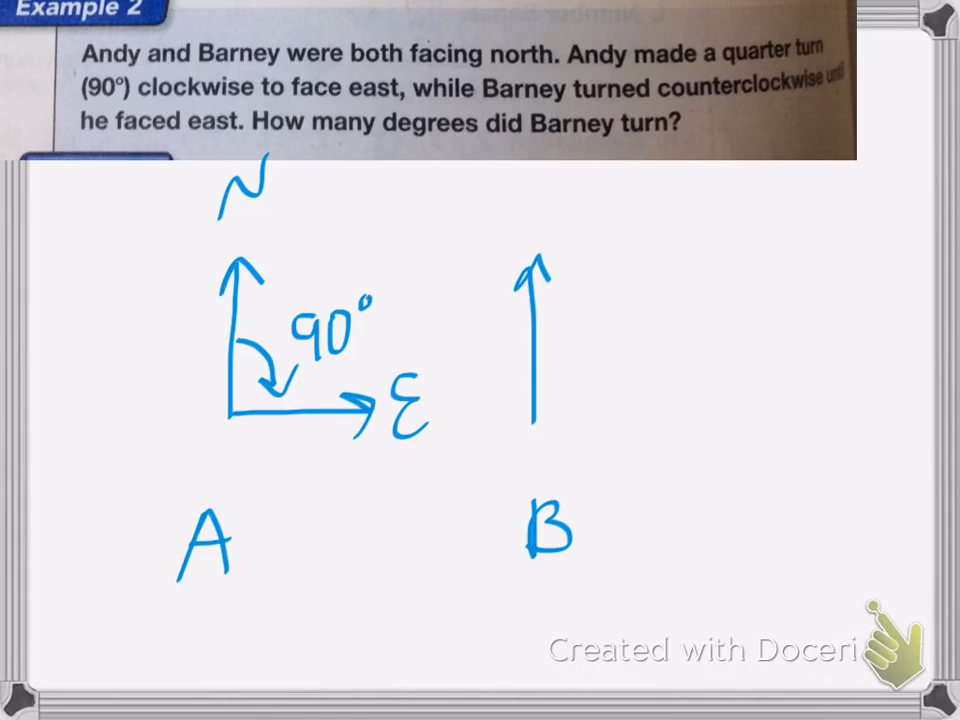 Example 2
Andy and Barney were both facing north. Andy made a quarter turn
(90°) clockwise to face east, while Barney turned counterclockwise until
he faced east. How many degrees did Barney turn?
N
90°
E
A
B
Created with Doceri